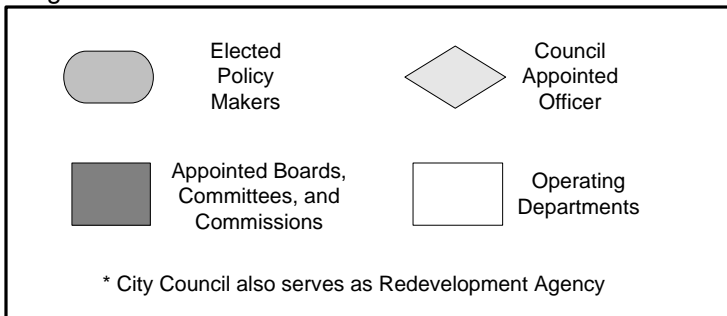 Elected
Policy
Makers
Council
Appointed
Officer
Appointed Boards,
Committees, and
Commissions
Operating
Departments
* City Council also serves as Redevelopment Agency